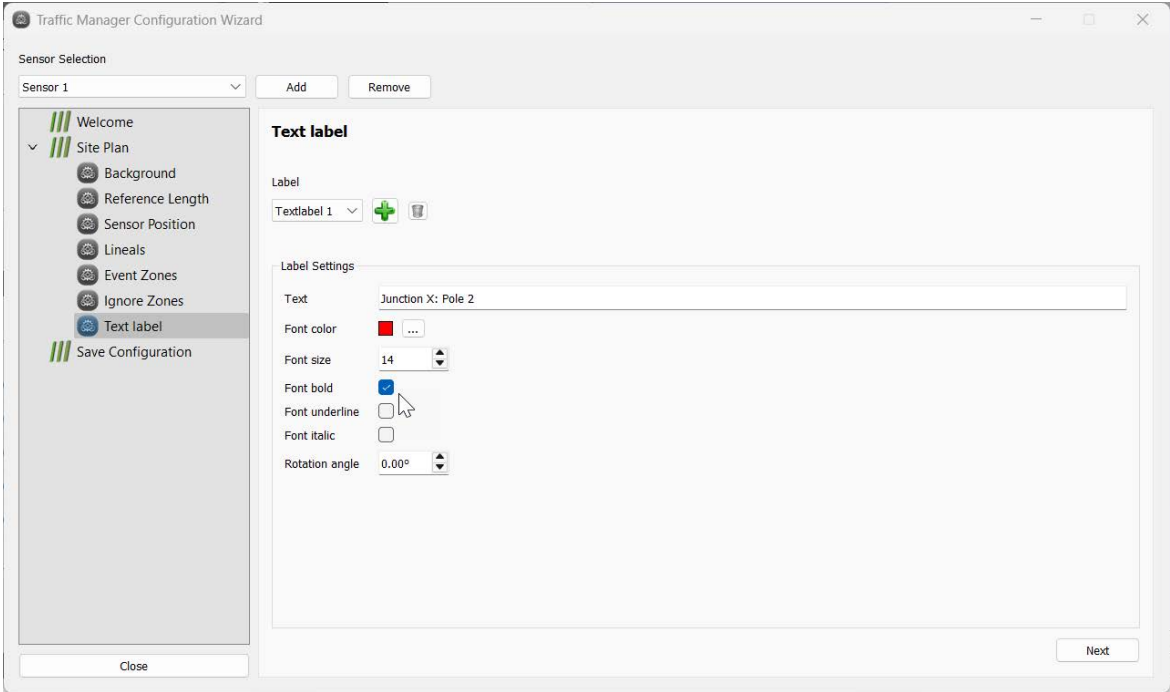 Traffic Manager Configuration Wizard
Sensor Selection
Sensor 1
Add
Remove
Welcome
Site Plan
Background
Reference Length
Sensor Position
Lineals
Event Zones
Ignore Zones
Text label
Save Configuration
Close
Text label
Label
Textlabel 1
Label Settings
Text Junction X: Pole 2
Font color ...
Font size 14
Font bold
Font underline
Font italic
Rotation angle 0.00°
Next